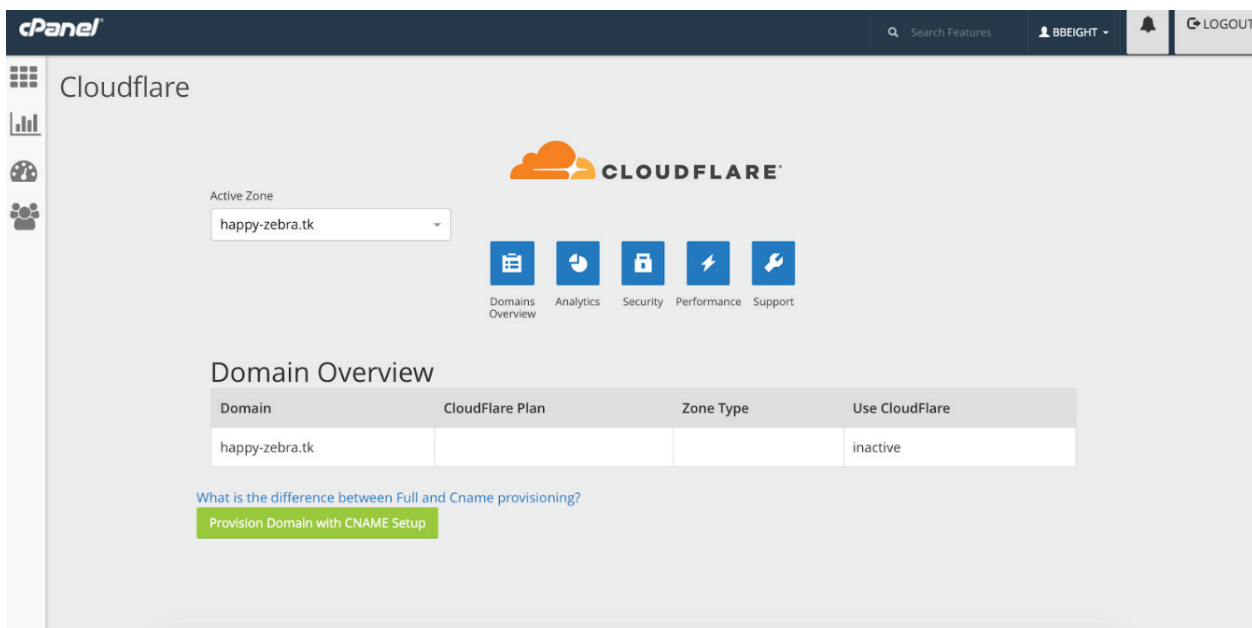 cPanel®
Search Features
BBEIGHT
LOGOUT
Cloudflare
CLOUDFLARE®
Active Zone
happy-zebra.tk
Domains Overview
Analytics
Security
Performance
Support
Domain Overview
Domain CloudFlare Plan Zone Type Use CloudFlare
happy-zebra.tk inactive
What is the difference between Full and Cname provisioning?
Provision Domain with CNAME Setup